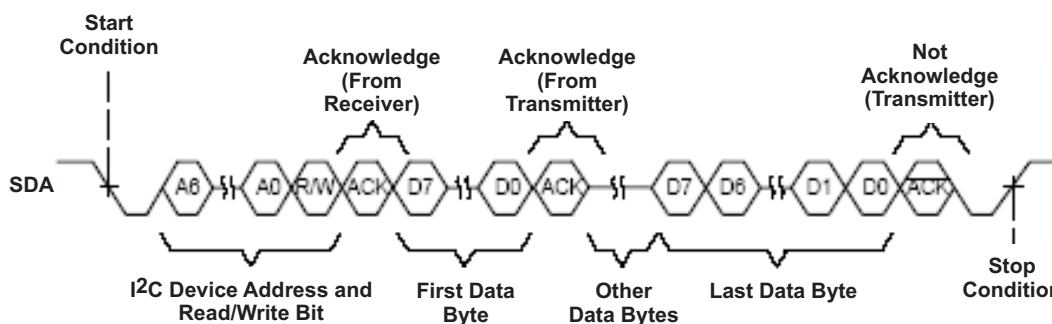 Start
Condition
Acknowledge
(From
Receiver)
Acknowledge
(From
Transmitter)
Not
Acknowledge
(Transmitter)
SDA
A6
A0
R/W
ACK
D7
D0
ACK
D7
D6
D1
D0
ACK
I2C Device Address and
Read/Write Bit
First Data
Byte
Other
Data Bytes
Last Data Byte
Stop
Condition